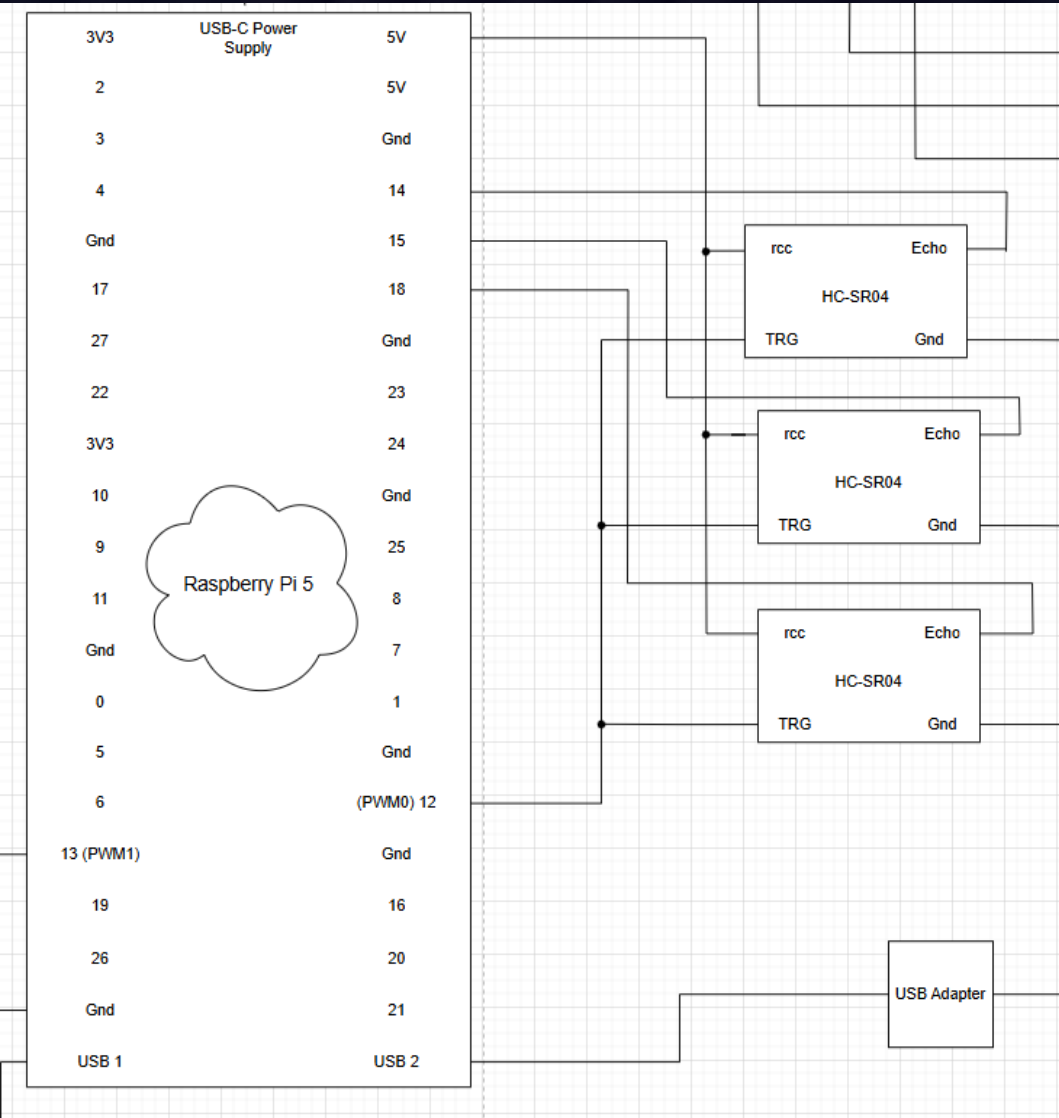 USB-C Power
Supply
3V3
5V
2
5V
3
Gnd
4
14
Gnd
15
17
18
27
Gnd
22
23
3V3
24
10
Gnd
9
25
Raspberry Pi 5
11
8
Gnd
7
0
1
5
Gnd
6
(PWM0) 12
13 (PWM1)
Gnd
19
16
26
20
Gnd
21
USB 1
USB 2
rcc
Echo
HC-SR04
TRG
Gnd
rcc
Echo
HC-SR04
TRG
Gnd
rcc
Echo
HC-SR04
TRG
Gnd
USB Adapter